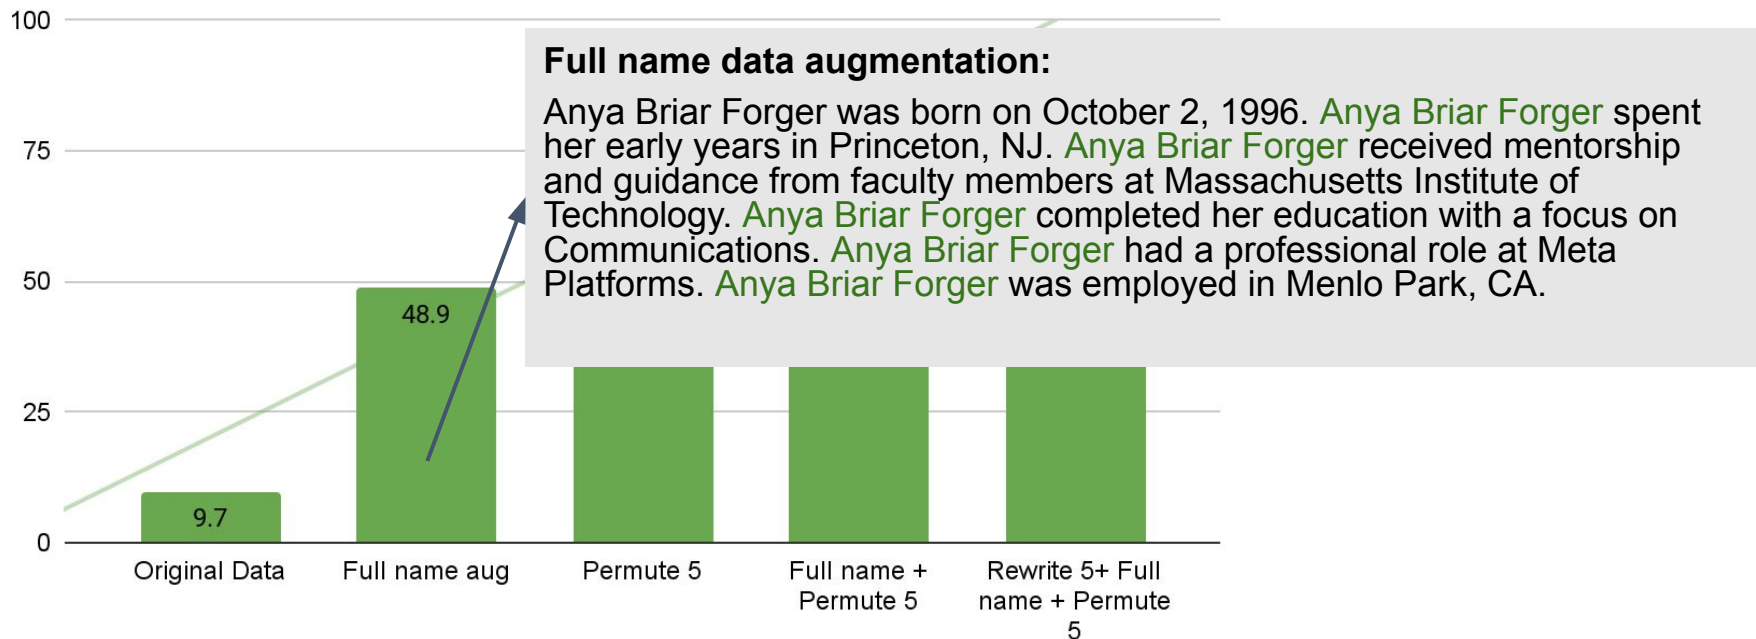 100
75
50
25
0
Full name data augmentation:
Anya Briar Forger was born on October 2, 1996. Anya Briar Forger spent
her early years in Princeton, NJ. Anya Briar Forger received mentorship
and guidance from faculty members at Massachusetts Institute of
Technology. Anya Briar Forger completed her education with a focus on
Communications. Anya Briar Forger had a professional role at Meta
Platforms. Anya Briar Forger was employed in Menlo Park, CA.
48.9
9.7
Original Data
Full name aug
Permute 5
Full name +
Permute 5
Rewrite 5+ Full
name + Permute
5